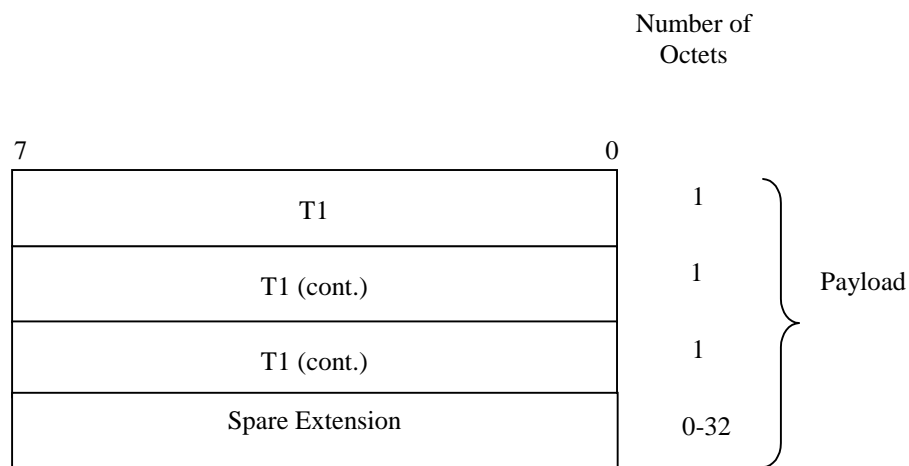 Number of
Octets
7 0
T1 1
T1 (cont.) 1
Payload
T1 (cont.) 1
Spare Extension 0-32